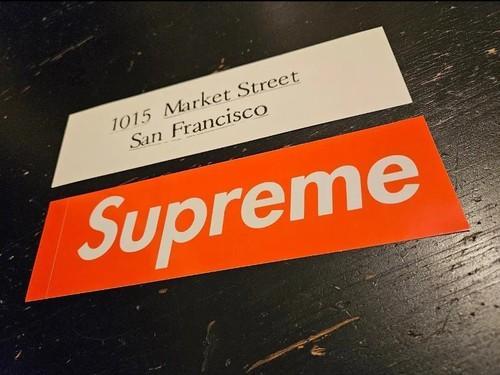 1015 Market Street
San Francisco
Supreme